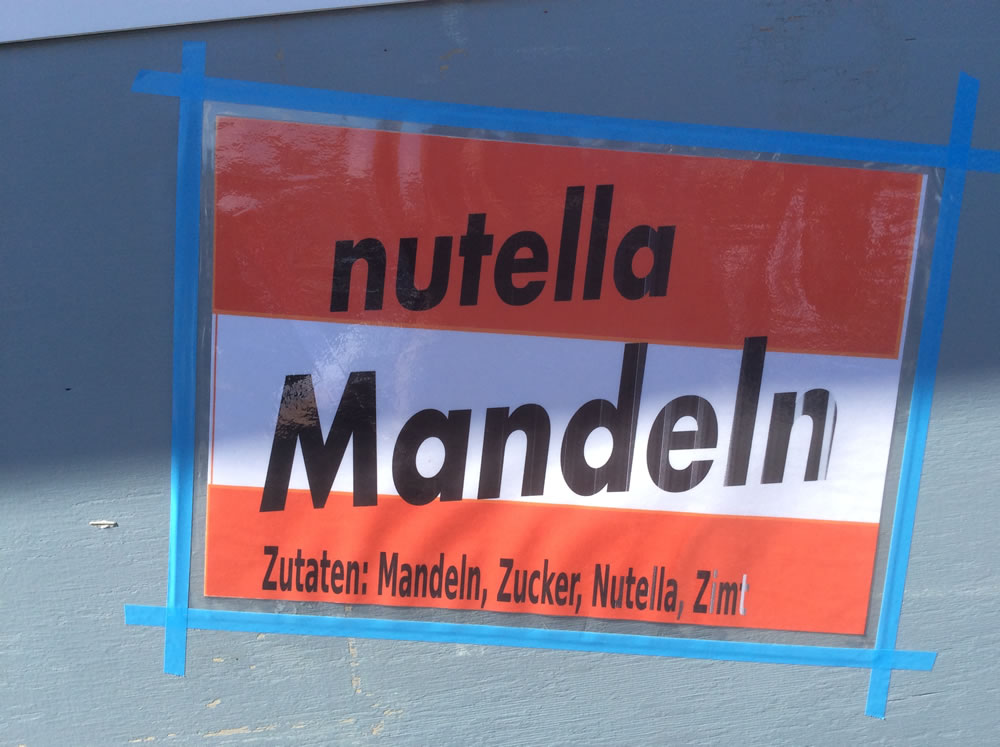 nutella
Mandeln
Zutaten: Mandeln, Zucker, Nutella, Zimt